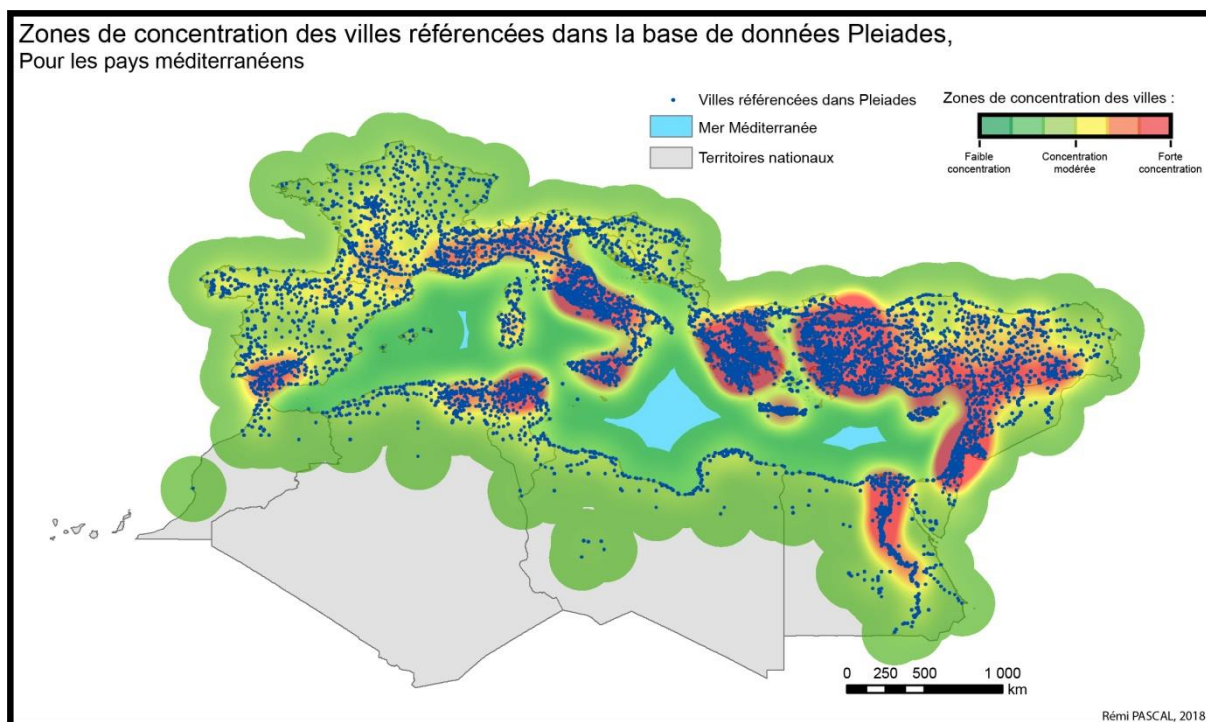 Zones de concentration des villes référencées dans la base de données Pleiades,
Pour les pays méditerranéens
Villes référencées dans Pleiades
Mer Méditerranée
Territoires nationaux
Zones de concentration des villes :
Faible concentration
Concentration modérée
Forte concentration
0 250 500 1 000
km
Rémi PASCAL, 2018